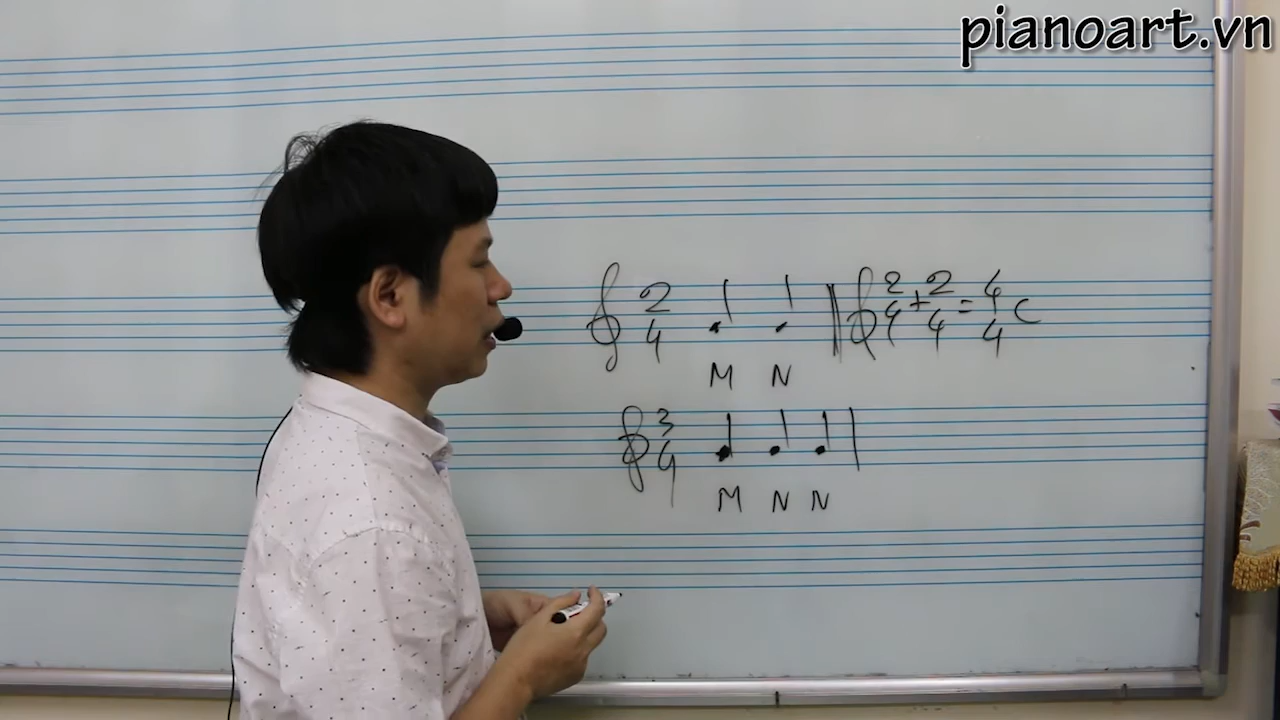 pianoart.vn
2 2 + 2 = 4 C
4 4 4 4
M N
3
4
M N N